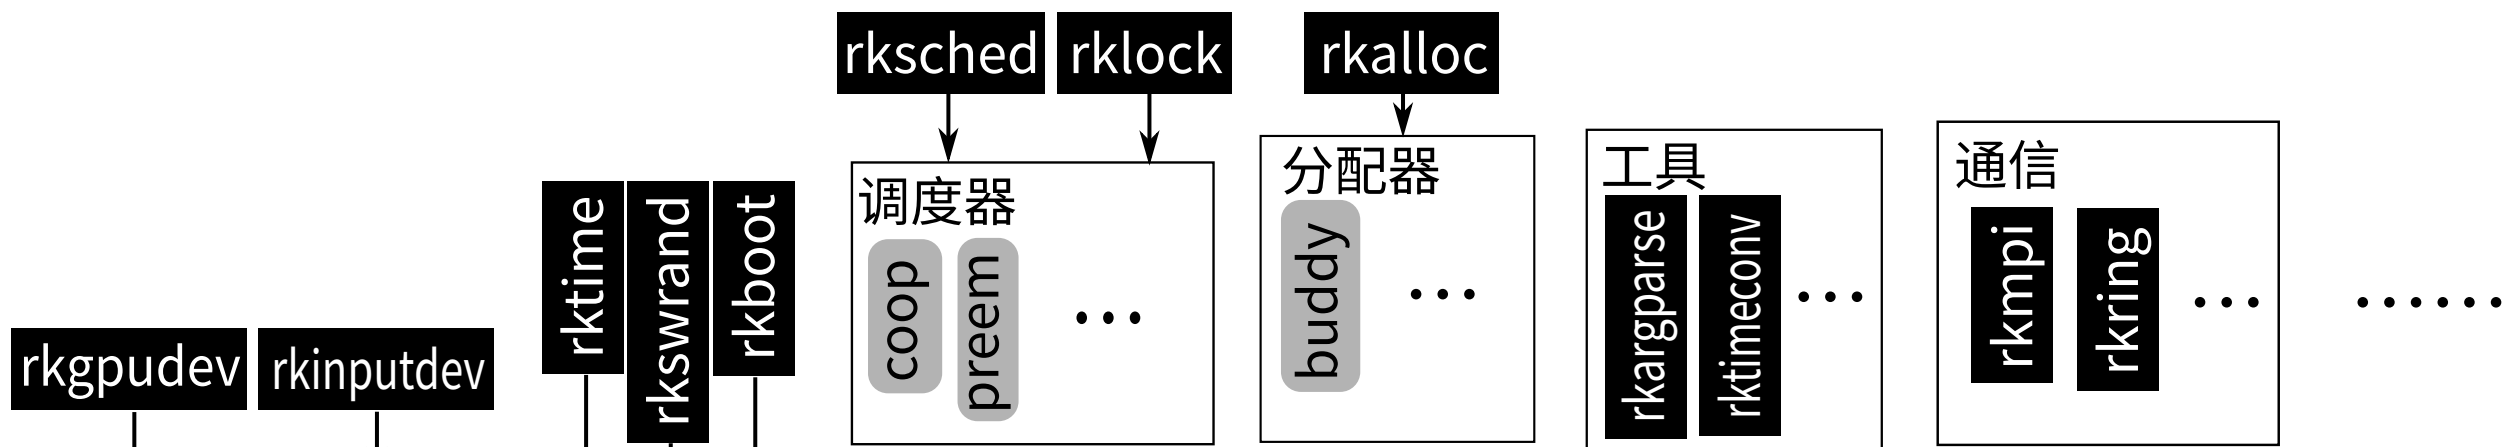 rksched
rklock
rkalloc
调度器
coop
preem
...
分配器
buddy
...
工具
rkargparse
rktimeconv
...
通信
rkmpi
rkring
...
......
rktime
rkswrand
rkboot
rkgpudev
rkinputdev